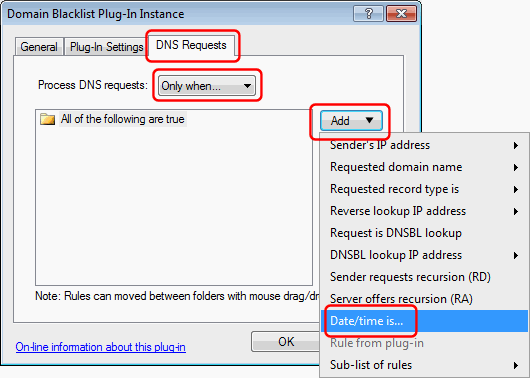 Domain Blacklist Plug-In Instance
General Plug-In Settings DNS Requests
Process DNS requests: Only when...
All of the following are true
Add
Sender's IP address
Requested domain name
Requested record type is
Reverse lookup IP address
Request is DNSBL lookup
DNSBL lookup IP address
Sender requests recursion (RD)
Server offers recursion (RA)
Date/time is...
Rule from plug-in
Sub-list of rules
Note: Rules can moved between folders with mouse drag/dr
On-line information about this plug-in
OK